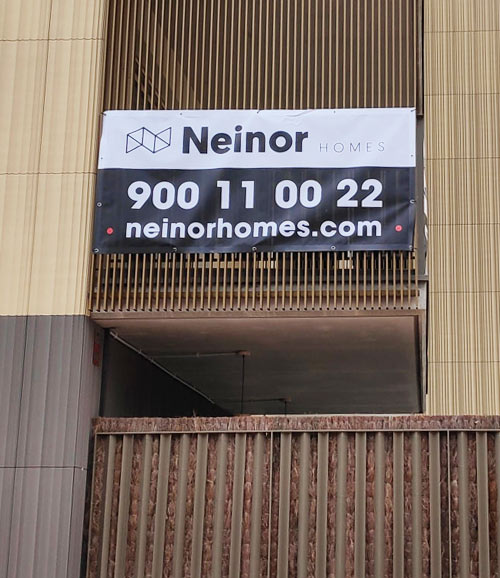 Neinor HOMES
900 11 00 22
neinorhomes.com